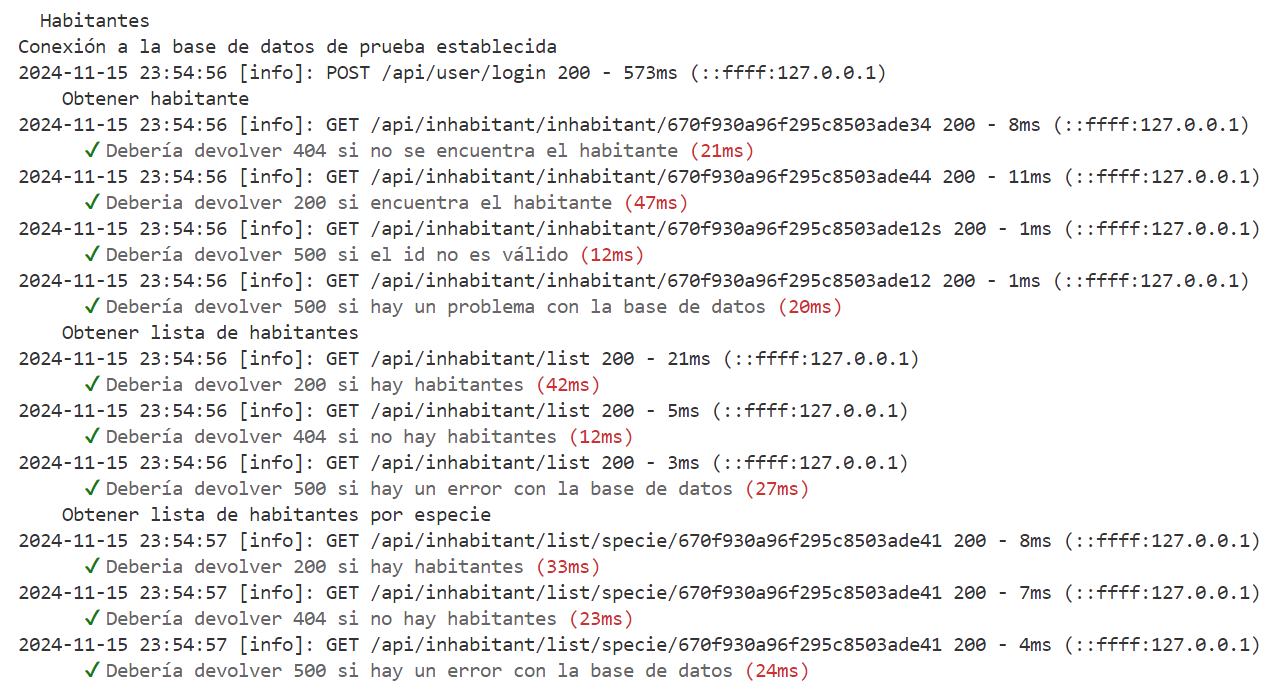 Habitantes
Conexión a la base de datos de prueba establecida
2024-11-15 23:54:56 [info]: POST /api/user/login 200 - 573ms (::ffff:127.0.0.1)
Obtener habitante
2024-11-15 23:54:56 [info]: GET /api/inhabitant/inhabitant/670f930a96f295c8503ade34 200 - 8ms (::ffff:127.0.0.1)
✓ Debería devolver 404 si no se encuentra el habitante (21ms)
2024-11-15 23:54:56 [info]: GET /api/inhabitant/inhabitant/670f930a96f295c8503ade44 200 - 11ms (::ffff:127.0.0.1)
✓ Deberia devolver 200 si encuentra el habitante (47ms)
2024-11-15 23:54:56 [info]: GET /api/inhabitant/inhabitant/670f930a96f295c8503ade12s 200 - 1ms (::ffff:127.0.0.1)
✓ Debería devolver 500 si el id no es válido (12ms)
2024-11-15 23:54:56 [info]: GET /api/inhabitant/inhabitant/670f930a96f295c8503ade12 200 - 1ms (::ffff:127.0.0.1)
✓ Debería devolver 500 si hay un problema con la base de datos (20ms)
Obtener lista de habitantes
2024-11-15 23:54:56 [info]: GET /api/inhabitant/list 200 - 21ms (::ffff:127.0.0.1)
✓ Deberia devolver 200 si hay habitantes (42ms)
2024-11-15 23:54:56 [info]: GET /api/inhabitant/list 200 - 5ms (::ffff:127.0.0.1)
✓ Debería devolver 404 si no hay habitantes (12ms)
2024-11-15 23:54:56 [info]: GET /api/inhabitant/list 200 - 3ms (::ffff:127.0.0.1)
✓ Debería devolver 500 si hay un error con la base de datos (27ms)
Obtener lista de habitantes por especie
2024-11-15 23:54:57 [info]: GET /api/inhabitant/list/specie/670f930a96f295c8503ade41 200 - 8ms (::ffff:127.0.0.1)
✓ Deberia devolver 200 si hay habitantes (33ms)
2024-11-15 23:54:57 [info]: GET /api/inhabitant/list/specie/670f930a96f295c8503ade41 200 - 7ms (::ffff:127.0.0.1)
✓ Debería devolver 404 si no hay habitantes (23ms)
2024-11-15 23:54:57 [info]: GET /api/inhabitant/list/specie/670f930a96f295c8503ade41 200 - 4ms (::ffff:127.0.0.1)
✓ Debería devolver 500 si hay un error con la base de datos (24ms)